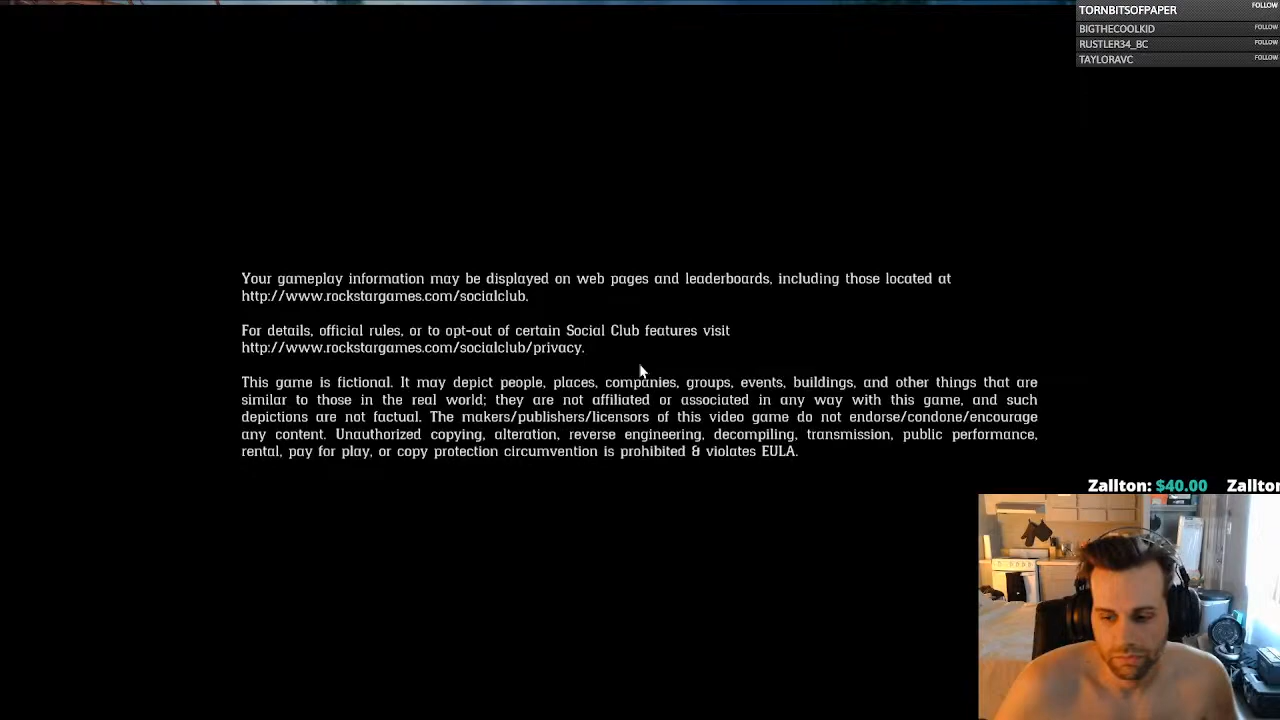 TORNBITSOFPAPER FOLLOW
BIGTHECOOLKID FOLLOW
RUSTLER34_BC FOLLOW
TAYLORAVC FOLLOW
Your gameplay information may be displayed on web pages and leaderboards, including those located at
http://www.rockstargames.com/socialclub.
For details, official rules, or to opt-out of certain Social Club features visit
http://www.rockstargames.com/socialclub/privacy.
This game is fictional. It may depict people, places, companies, groups, events, buildings, and other things that are
similar to those in the real world; they are not affiliated or associated in any way with this game, and such
depictions are not factual. The makers/publishers/licensors of this video game do not endorse/condone/encourage
any content. Unauthorized copying, alteration, reverse engineering, decompiling, transmission, public performance,
rental, pay for play, or copy protection circumvention is prohibited & violates EULA.
Zallton: $40.00 Zallton